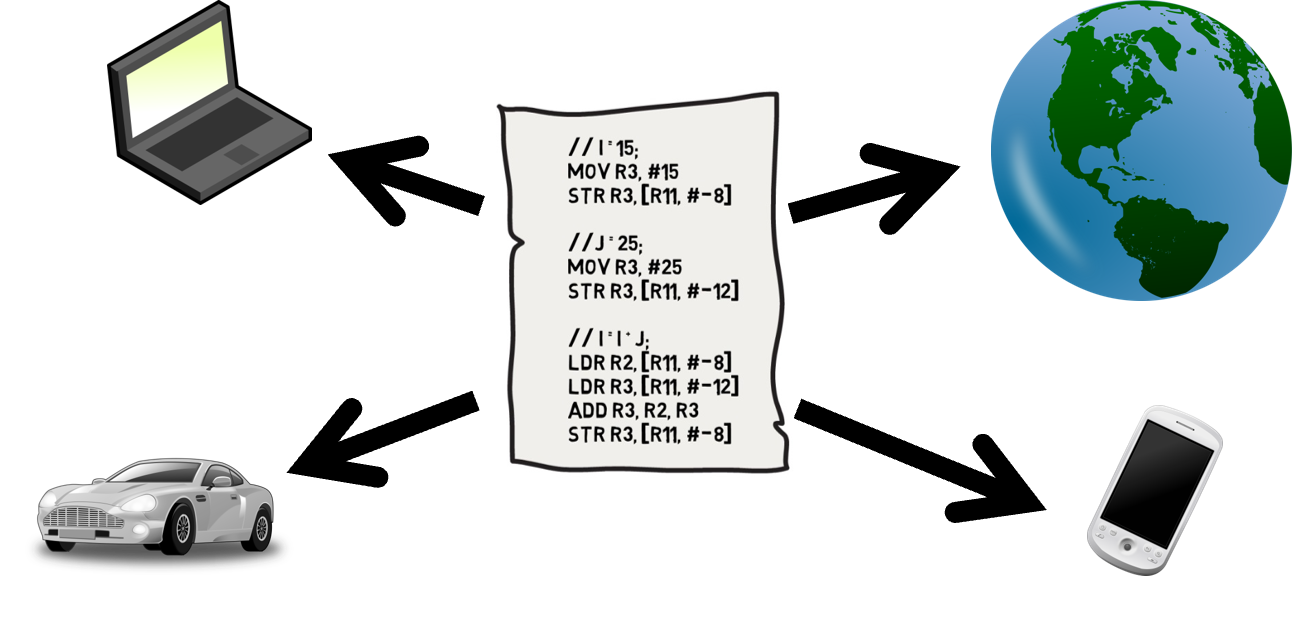 // I = 15;
MOV R3, #15
STR R3, [R11, #-8]
//J = 25;
MOV R3, #25
STR R3, [R11, #-12]
// I = I + J;
LDR R2, [R11, #-8]
LDR R3, [R11, #-12]
ADD R3, R2, R3
STR R3, [R11, #-8]